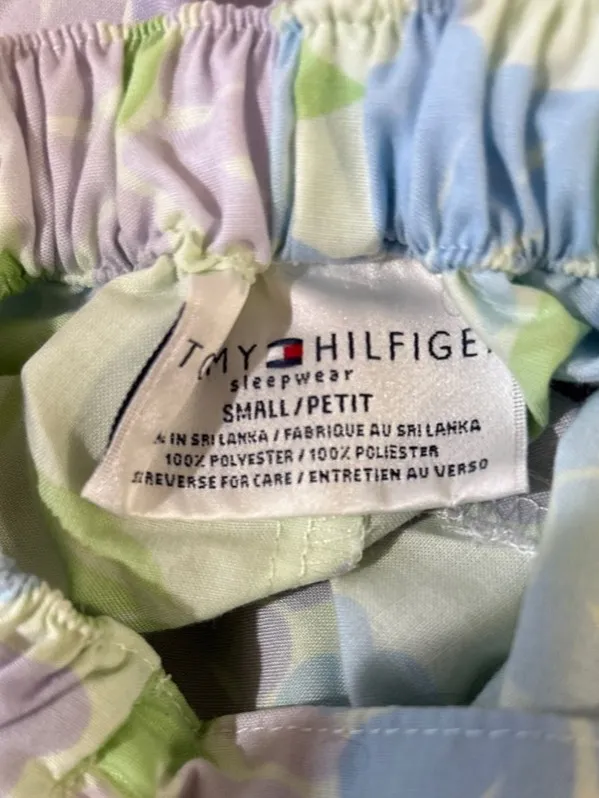 TMMY HILFIGE
sleepwear
SMALL/PETIT
IN SRI LANKA / FABRIQUE AU SRI LANKA
100% POLYESTER / 100% POLIESTER
REVERSE FOR CARE / ENTRETIEN AU VERSO